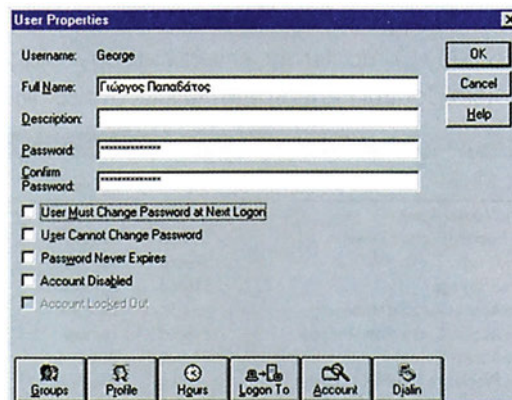 User Properties
Username: George
OK
Full Name: Γιώργος Παπαδάτος
Cancel
Description:
Help
Password: **************
Confirm
Password: **************
User Must Change Password at Next Logon
User Cannot Change Password
Password Never Expires
Account Disabled
Account Locked Out
Groups Profile Hours Logon To Account Dialin